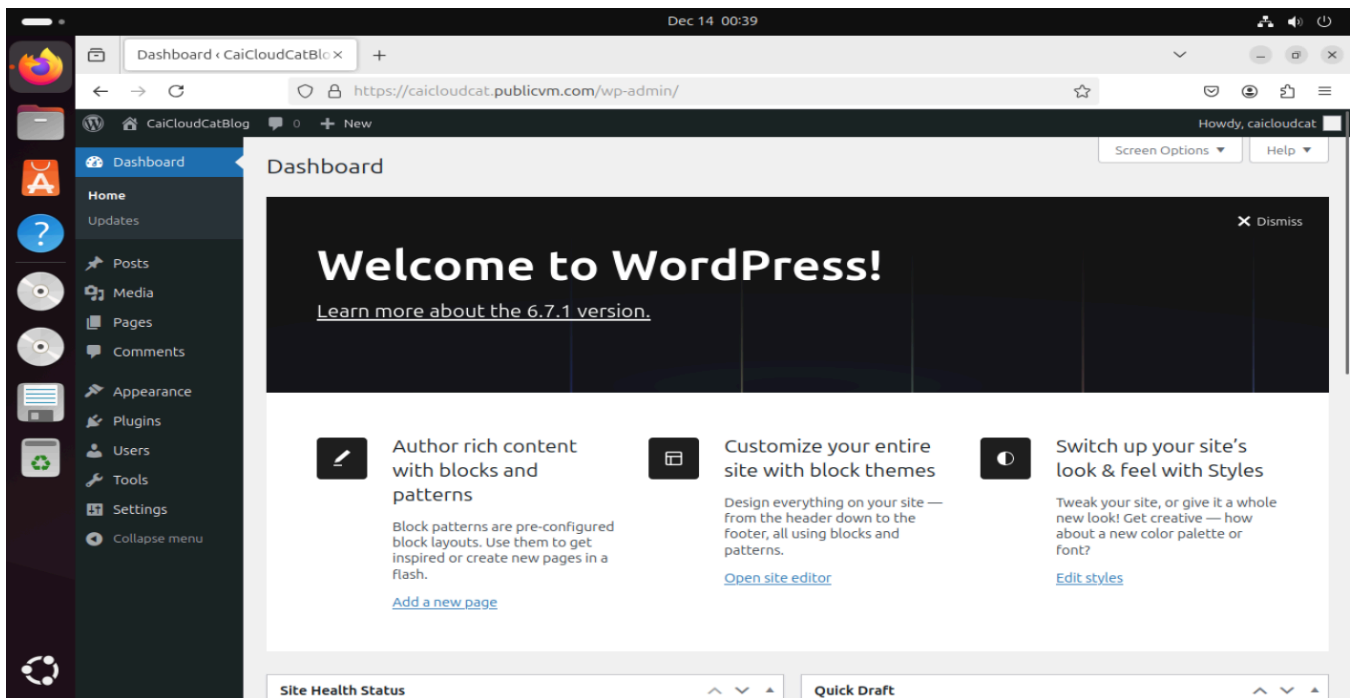 Dec 14 00:39
Dashboard ‹ CaiCloudCatBlo
https://caicloudcat.publicvm.com/wp-admin/
CaiCloudCatBlog 0 + New Howdy, caicloudcat
Dashboard
Home
Updates
Posts
Media
Pages
Comments
Appearance
Plugins
Users
Tools
Settings
Collapse menu
Screen Options ▼ Help ▼
Dashboard
Dismiss
Welcome to WordPress!
Learn more about the 6.7.1 version.
Author rich content
with blocks and
patterns
Block patterns are pre-configured
block layouts. Use them to get
inspired or create new pages in a
flash.
Add a new page
Customize your entire
site with block themes
Design everything on your site —
from the header down to the
footer, all using blocks and
patterns.
Open site editor
Switch up your site's
look & feel with Styles
Tweak your site, or give it a whole
new look! Get creative — how
about a new color palette or
font?
Edit styles
Site Health Status
Quick Draft